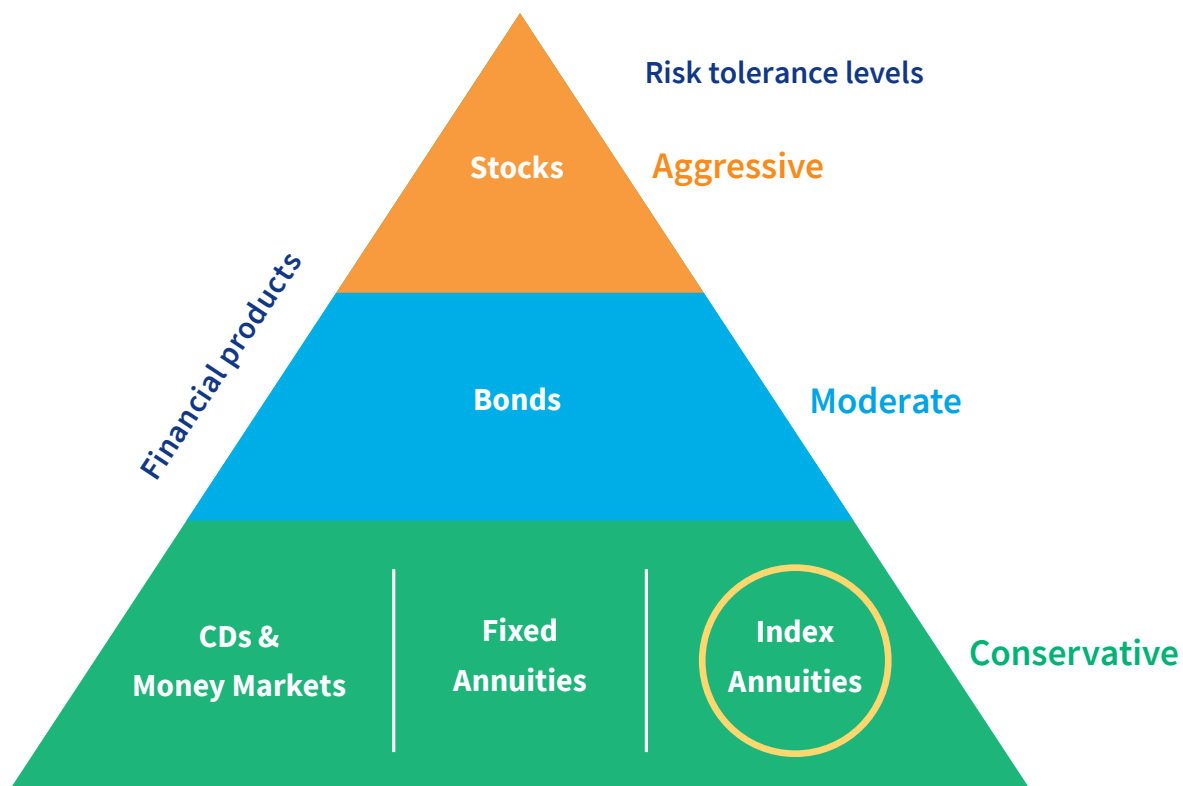 Risk tolerance levels
Stocks
Aggressive
Financial products
Bonds
Moderate
CDs &
Money Markets
Fixed
Annuities
Index
Annuities
Conservative